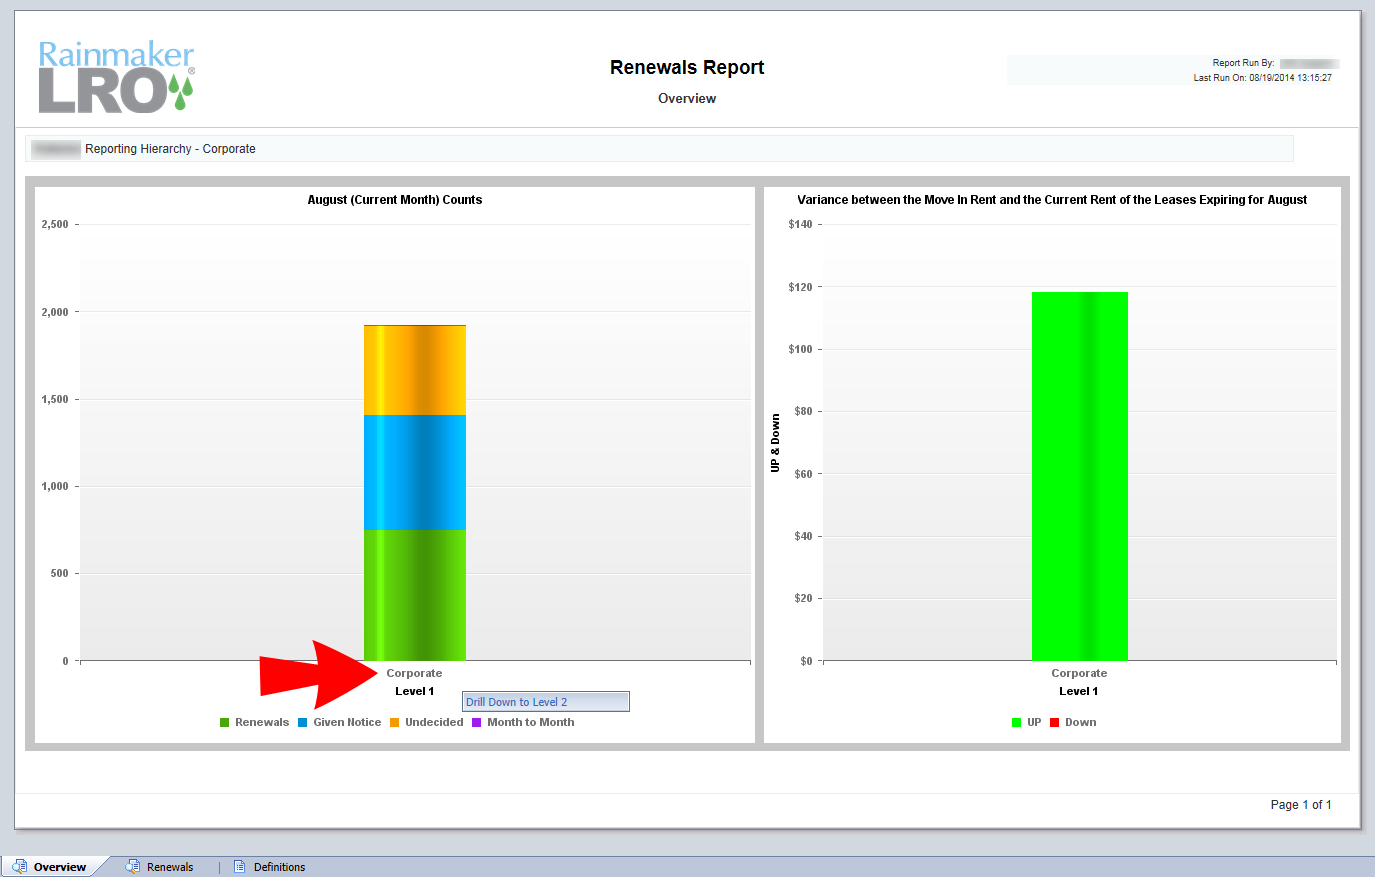 Rainmaker
LRO®
Renewals Report
Overview
Report Run By:
Last Run On: 08/19/2014 13:15:27
Reporting Hierarchy - Corporate
August (Current Month) Counts
2,500
2,000
1,500
1,000
500
0
Corporate
Level 1
Drill Down to Level 2
Renewals Given Notice Undecided Month to Month
Variance between the Move In Rent and the Current Rent of the Leases Expiring for August
$140
$120
$100
$80
$60
$40
$20
$0
UP & Down
Corporate
Level 1
UP Down
Page 1 of 1
Overview Renewals Definitions